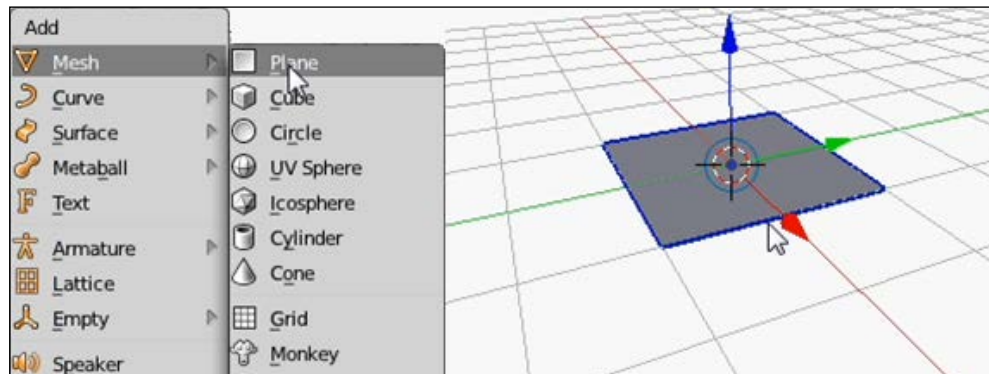 Add
Mesh
Curve
Surface
Metaball
Text
Armature
Lattice
Empty
Speaker
Plane
Cube
Circle
UV Sphere
Icosphere
Cylinder
Cone
Grid
Monkey